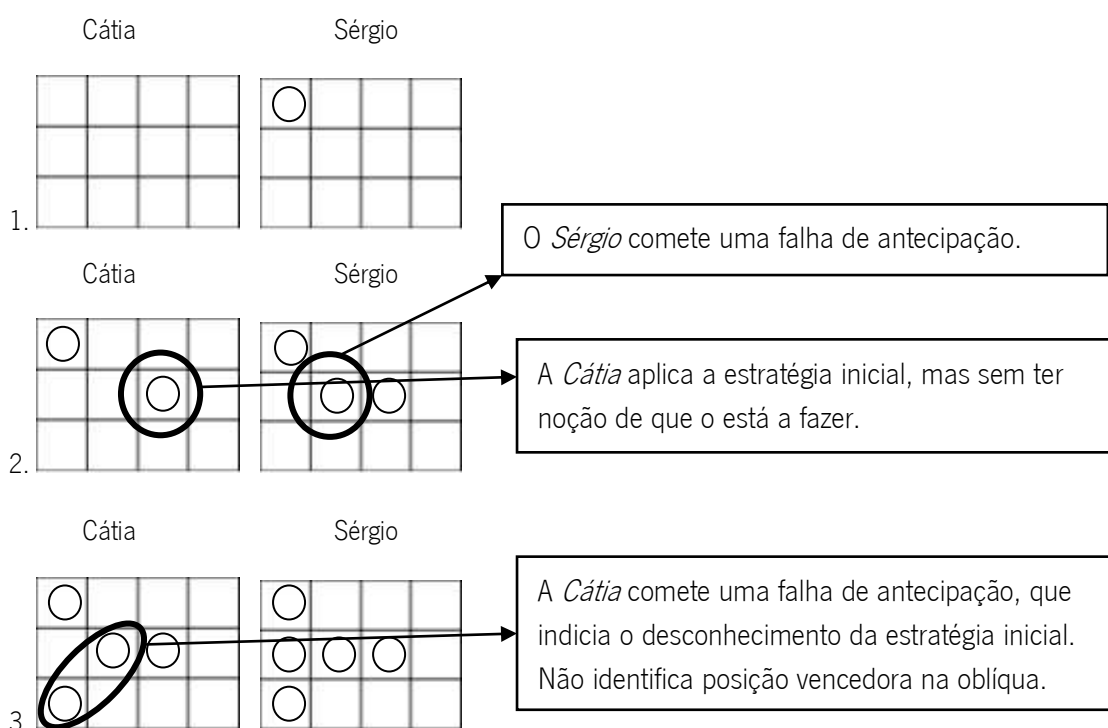 Cátia Sérgio
1.
O Sérgio comete uma falha de antecipação.
Cátia Sérgio
A Cátia aplica a estratégia inicial, mas sem ter
noção de que o está a fazer.
2.
Cátia Sérgio
A Cátia comete uma falha de antecipação, que
indicia o desconhecimento da estratégia inicial.
Não identifica posição vencedora na oblíqua.
3.